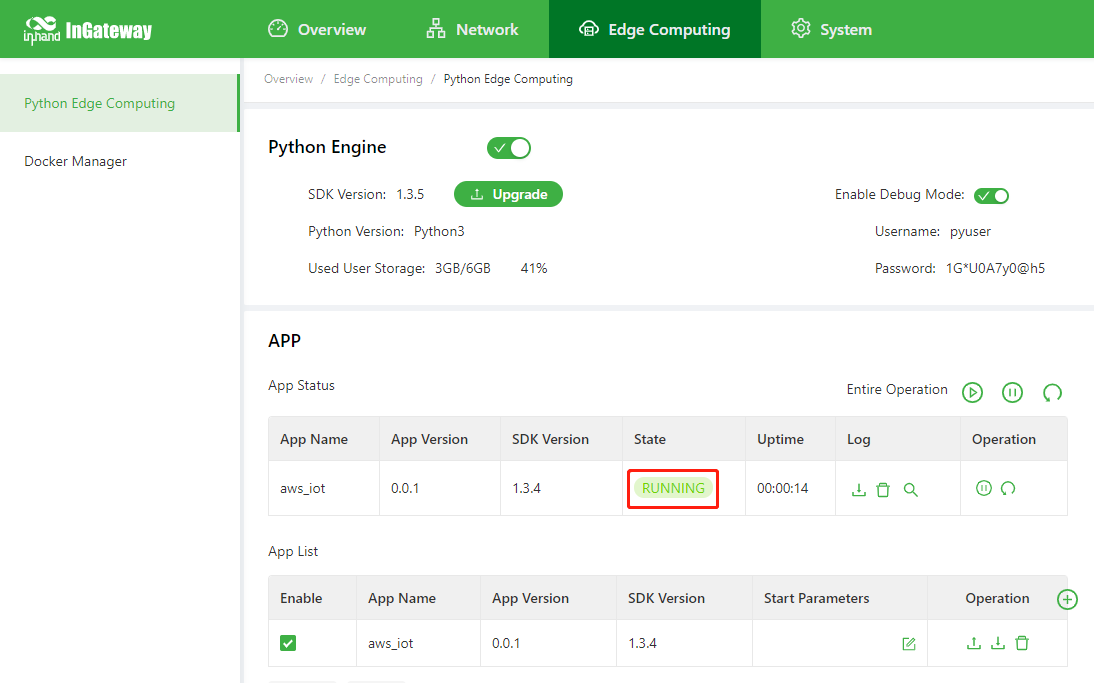 inhand InGateway
Overview
Network
Edge Computing
System
Python Edge Computing
Docker Manager
Overview / Edge Computing / Python Edge Computing
Python Engine
SDK Version: 1.3.5 Upgrade
Enable Debug Mode:
Python Version: Python3
Username: pyuser
Used User Storage: 3GB/6GB 41%
Password: 1G*U0A7y0@h5
APP
App Status
Entire Operation
App Name App Version SDK Version State Uptime Log Operation
aws_iot 0.0.1 1.3.4 RUNNING 00:00:14
App List
Enable App Name App Version SDK Version Start Parameters Operation
aws_iot 0.0.1 1.3.4